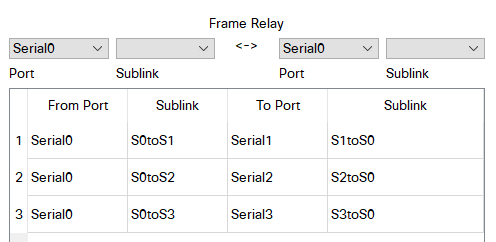 Frame Relay
Serial0 <-> Serial0
Port Sublink Port Sublink
From Port Sublink To Port Sublink
1 Serial0 S0toS1 Serial1 S1toS0
2 Serial0 S0toS2 Serial2 S2toS0
3 Serial0 S0toS3 Serial3 S3toS0